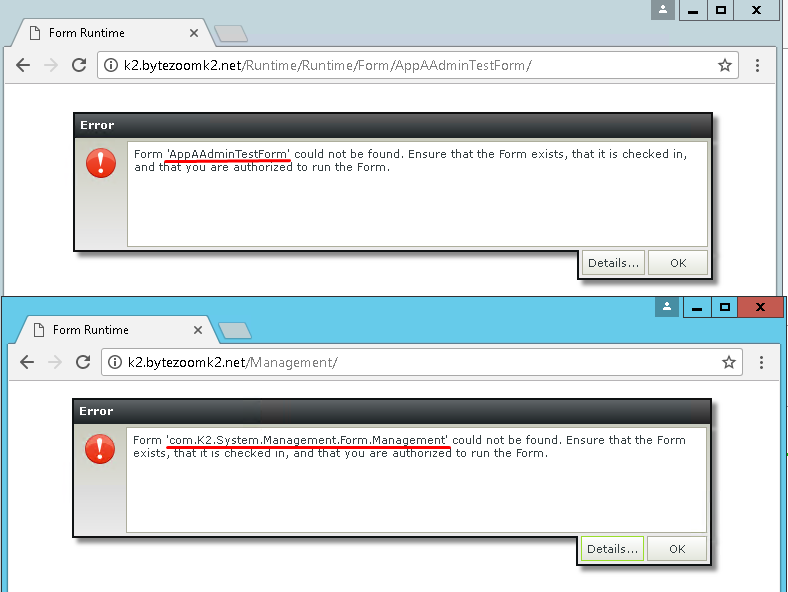 Form Runtime
k2.bytezoomk2.net/Runtime/Runtime/Form/AppAAdminTestForm/
Error
Form 'AppAAdminTestForm' could not be found. Ensure that the Form exists, that it is checked in,
and that you are authorized to run the Form.
Details... OK
Form Runtime
k2.bytezoomk2.net/Management/
Error
Form 'com.K2.System.Management.Form.Management' could not be found. Ensure that the Form
exists, that it is checked in, and that you are authorized to run the Form.
Details... OK